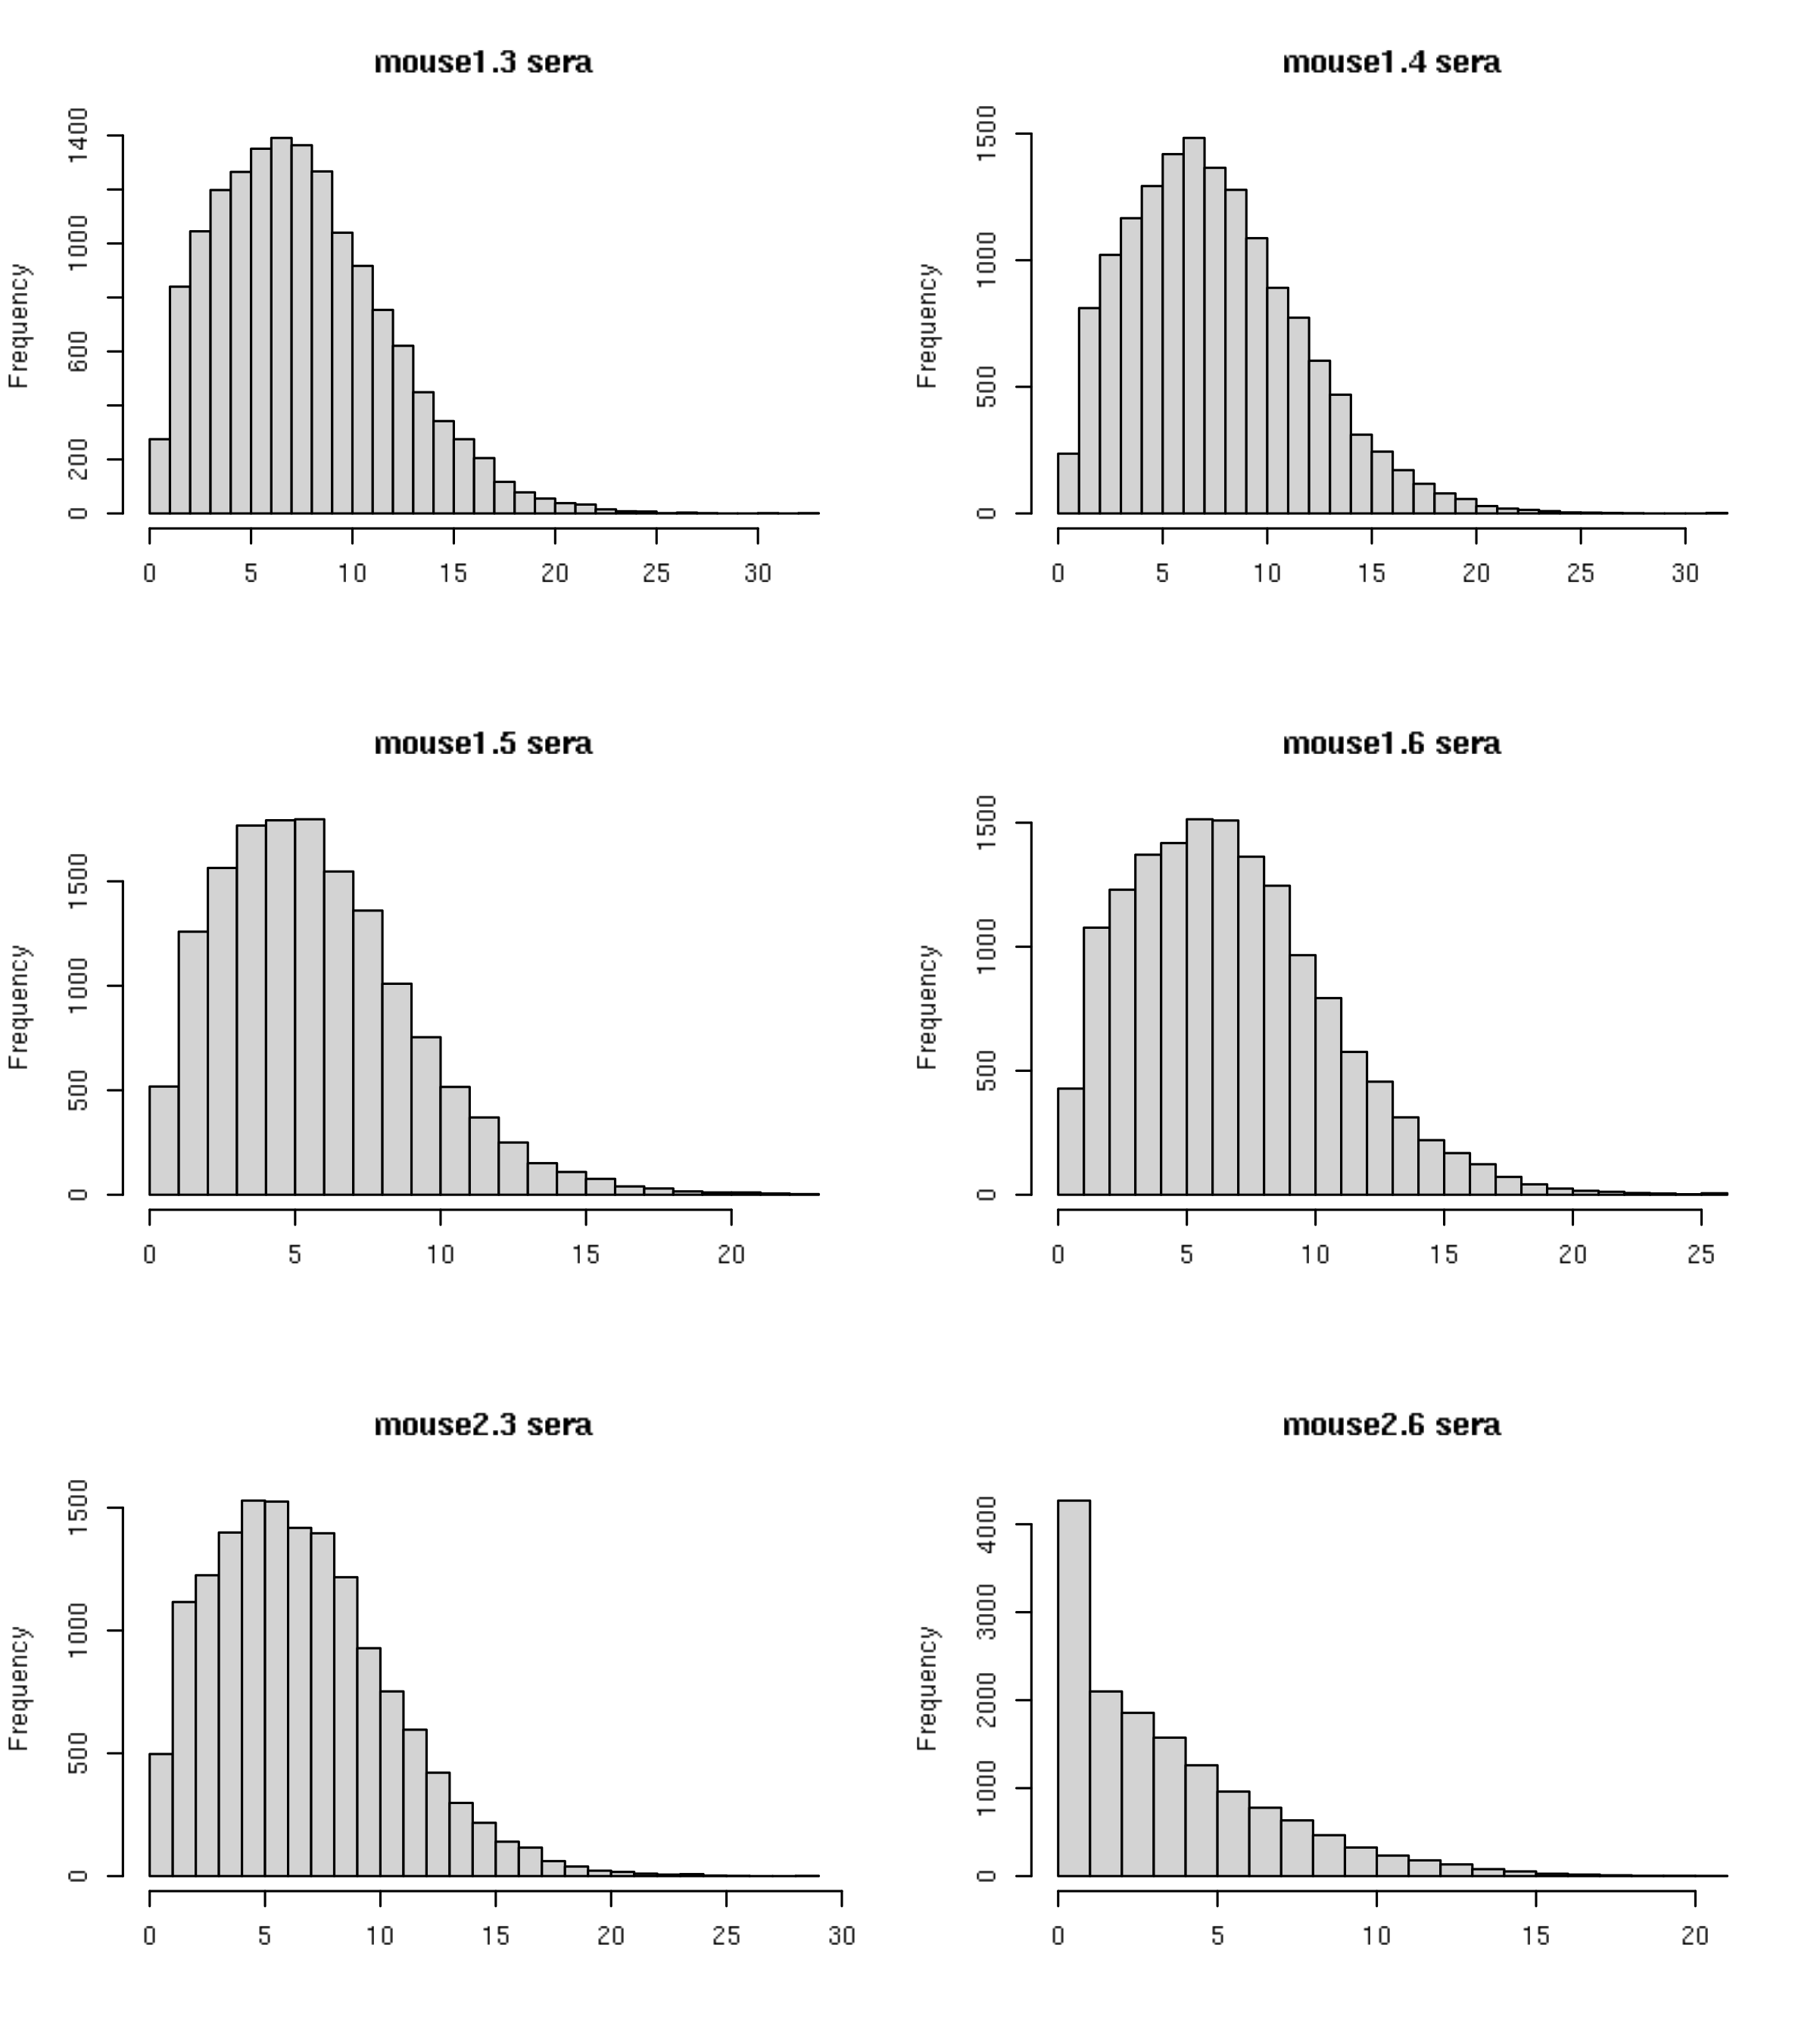 mouse1.3 sera
Frequency
0 200 600 1000 1400
0 5 10 15 20 25 30
mouse1.4 sera
Frequency
0 500 1000 1500
0 5 10 15 20 25 30
mouse1.5 sera
Frequency
0 500 1000 1500
0 5 10 15 20
mouse1.6 sera
Frequency
0 500 1000 1500
0 5 10 15 20 25
mouse2.3 sera
Frequency
0 500 1000 1500
0 5 10 15 20 25 30
mouse2.6 sera
Frequency
0 1000 2000 3000 4000
0 5 10 15 20